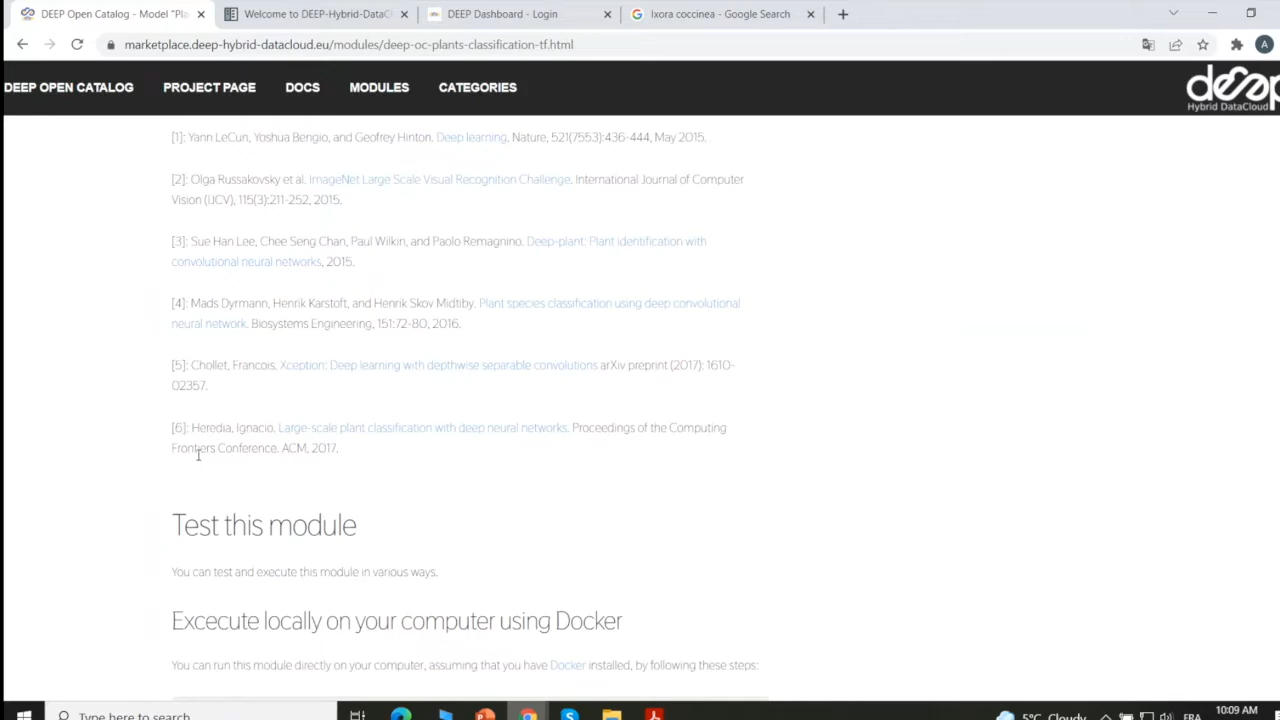 DEEP Open Catalog - Model "Pla
Welcome to DEEP-Hybrid-DataC
DEEP Dashboard - Login
Ixora coccinea - Google Search
marketplace.deep-hybrid-datacloud.eu/modules/deep-oc-plants-classification-tf.html
A
DEEP OPEN CATALOG PROJECT PAGE DOCS MODULES CATEGORIES
deep
Hybrid DataCloud
[1]: Yann LeCun, Yoshua Bengio, and Geofrey Hinton. Deep learning. Nature, 521(7553):436-444, May 2015.
[2]: Olga Russakovsky et al. ImageNet Large Scale Visual Recognition Challenge. International Journal of Computer
Vision (IJCV), 115(3):211-252, 2015.
[3]: Sue Han Lee, Chee Seng Chan, Paul Wilkin, and Paolo Remagnino. Deep-plant: Plant identification with
convolutional neural networks, 2015.
[4]: Mads Dyrmann, Henrik Karstoft, and Henrik Skov Midtiby. Plant species classification using deep convolutional
neural network. Biosystems Engineering, 151:72-80, 2016.
[5]: Chollet, Francois. Xception: Deep learning with depthwise separable convolutions arXiv preprint (2017): 1610-
02357.
[6]: Heredia, Ignacio. Large-scale plant classification with deep neural networks. Proceedings of the Computing
Frontiers Conference. ACM, 2017.
Test this module
You can test and execute this module in various ways.
Excecute locally on your computer using Docker
You can run this module directly on your computer, assuming that you have Docker installed, by following these steps:
Type here to search
5°C Cloudy
FRA
10:09 AM